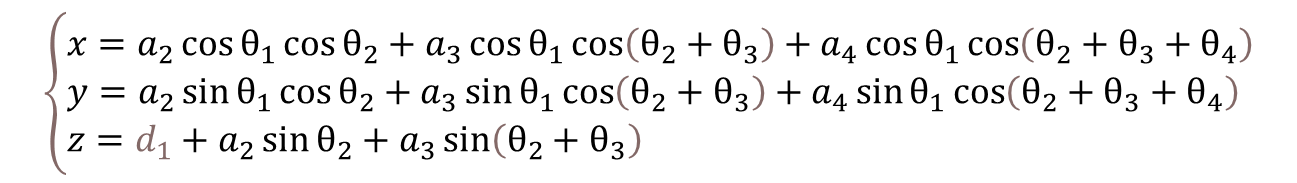 x = a₂ cos θ₁ cos θ₂ + a₃ cos θ₁ cos(θ₂ + θ₃) + a₄ cos θ₁ cos(θ₂ + θ₃ + θ₄)
y = a₂ sin θ₁ cos θ₂ + a₃ sin θ₁ cos(θ₂ + θ₃) + a₄ sin θ₁ cos(θ₂ + θ₃ + θ₄)
z = d₁ + a₂ sin θ₂ + a₃ sin(θ₂ + θ₃)